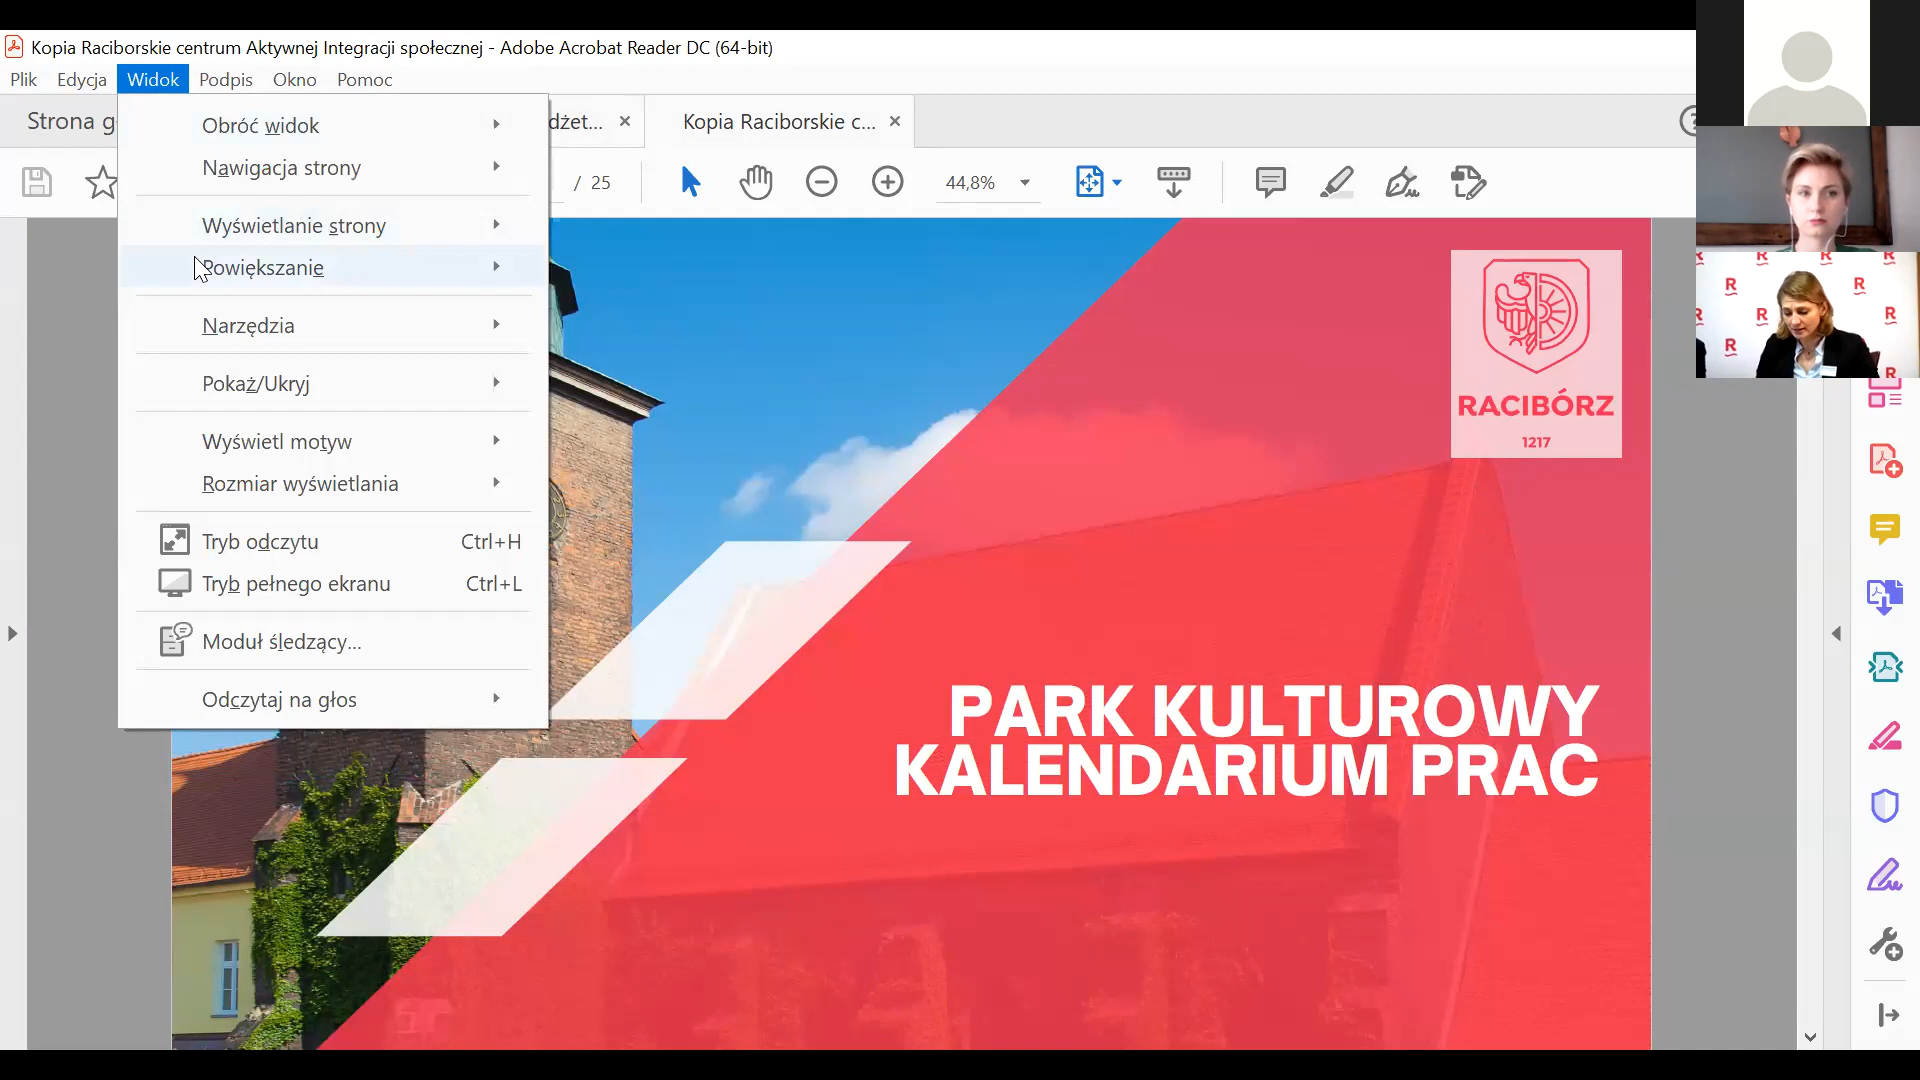 Kopia Raciborskie centrum Aktywnej Integracji społecznej - Adobe Acrobat Reader DC (64-bit)
Plik Edycja Widok Podpis Okno Pomoc
Strona g
dżet...
Kopia Raciborskie c...
/ 25
44,8%
Obróć widok
Nawigacja strony
Wyświetlanie strony
Powiększanie
Narzędzia
Pokaż/Ukryj
Wyświetl motyw
Rozmiar wyświetlania
Tryb odczytu Ctrl+H
Tryb pełnego ekranu Ctrl+L
Moduł śledzący...
Odczytaj na głos
RACIBÓRZ
1217
PARK KULTUROWY
KALENDARIUM PRAC
R R R R
R R
R R R
R R